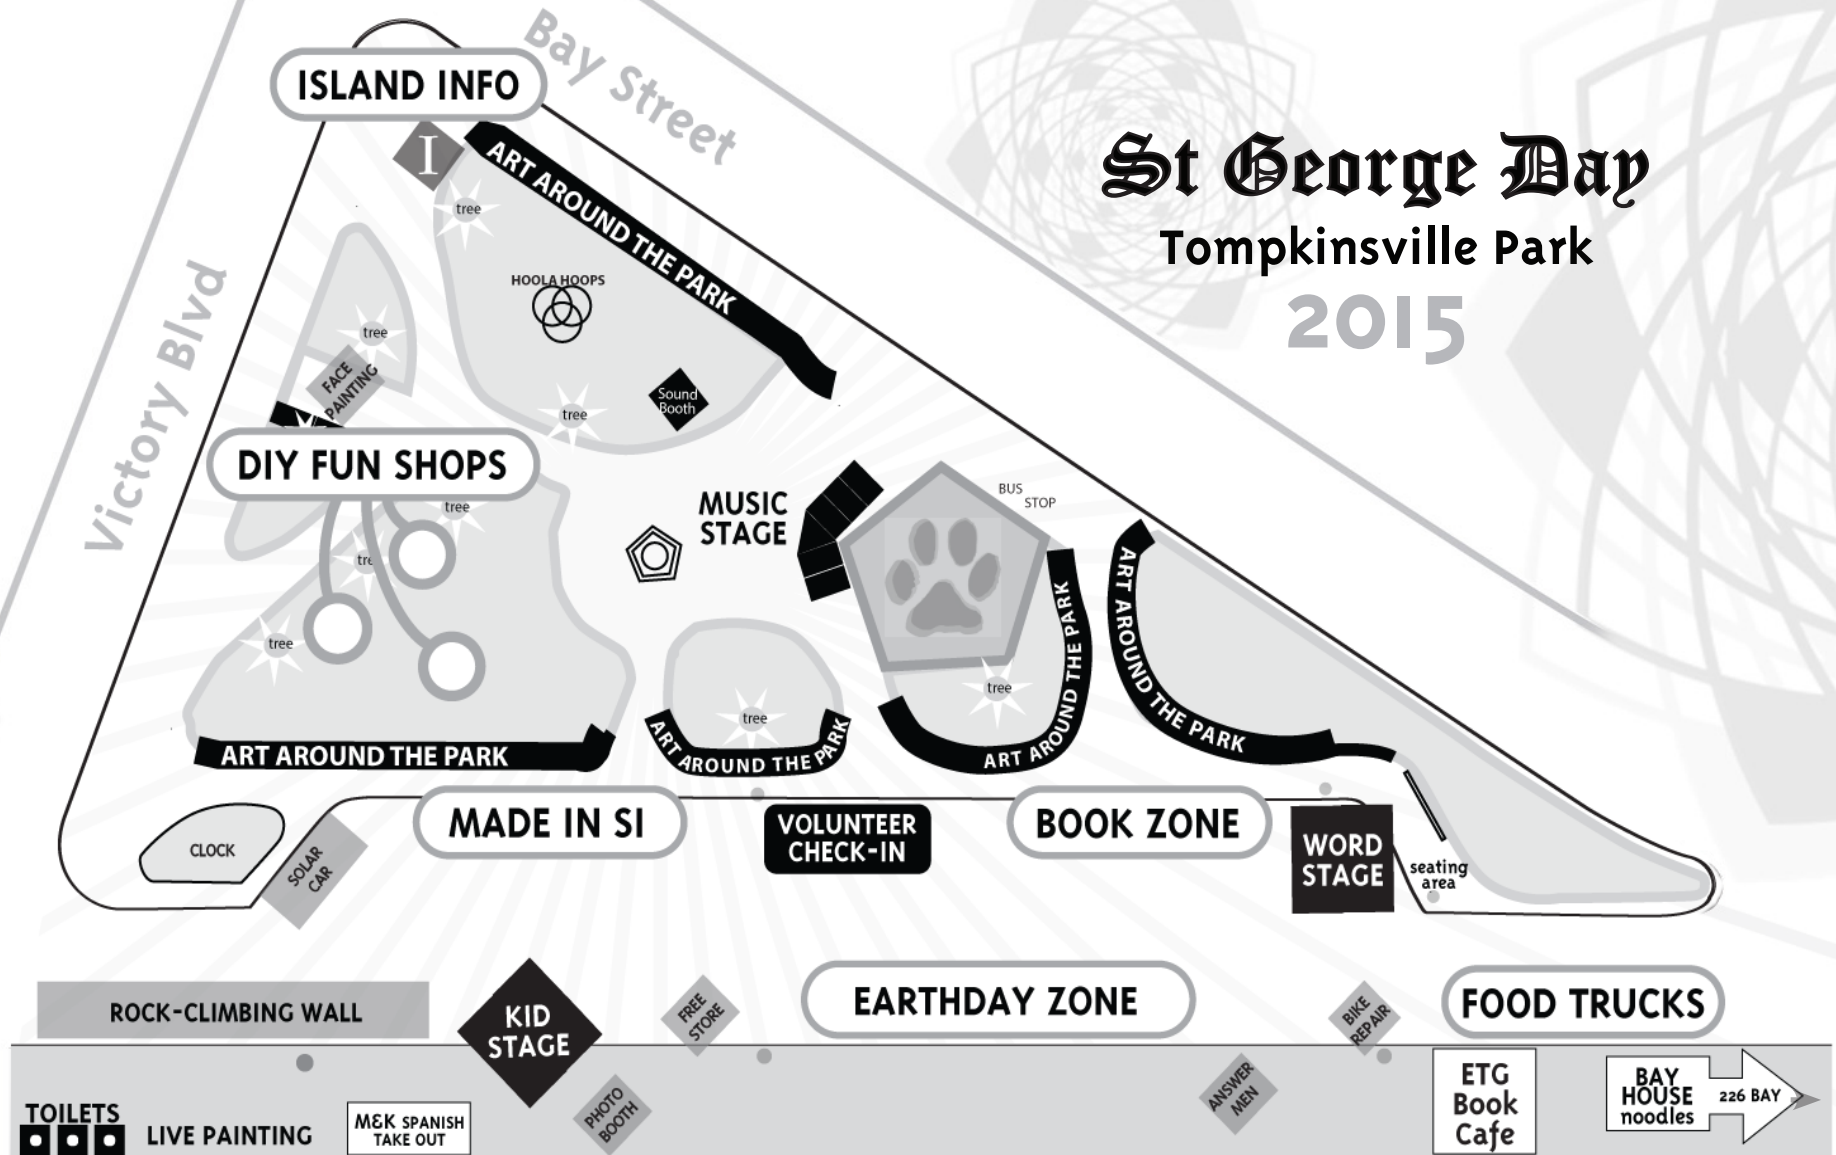 Bay Street
ISLAND INFO
I
ART AROUND THE PARK
St George Day
Tompkinsville Park
2015
tree
HOOLA HOOPS
Victory Blvd
tree
FACE
PAINTING
Sound
Booth
tree
DIY FUN SHOPS
MUSIC
STAGE
BUS
STOP
tree
tre
tree
ART AROUND THE PARK
ART AROUND THE PARK
tree
tree
ART AROUND THE PARK
ART AROUND THE PARK
ART AROUND THE PARK
MADE IN SI
VOLUNTEER
CHECK-IN
BOOK ZONE
WORD
STAGE
seating
area
CLOCK
SOLAR
CAR
ROCK-CLIMBING WALL
KID
STAGE
FREE
STORE
EARTHDAY ZONE
BIKE
REPAIR
FOOD TRUCKS
TOILETS
LIVE PAINTING
M&K SPANISH
TAKE OUT
PHOTO
BOOTH
ANSWER
MEN
ETG
Book
Cafe
BAY
HOUSE
noodles
226 BAY